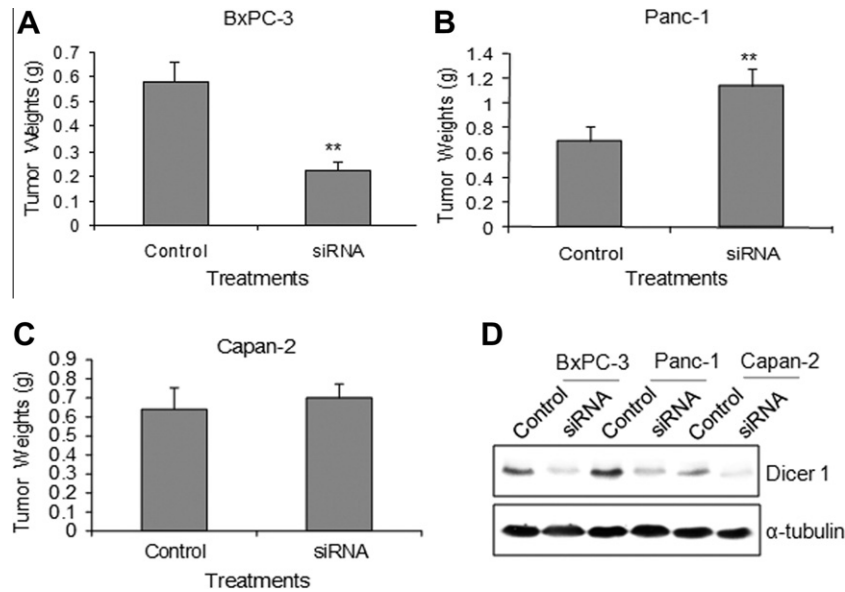 A
BxPC-3
Tumor Weights (g)
0.7
0.6
0.5
0.4
0.3
0.2
0.1
0
**
Control siRNA
Treatments
B
Panc-1
Tumor Weights (g)
1.4
1.2
1
0.8
0.6
0.4
0.2
0
**
Control siRNA
Treatments
C
Capan-2
Tumor Weights (g)
0.9
0.8
0.7
0.6
0.5
0.4
0.3
0.2
0.1
0
Control siRNA
Treatments
D
BxPC-3 Panc-1 Capan-2
Control siRNA Control siRNA Control siRNA
Dicer 1
α-tubulin